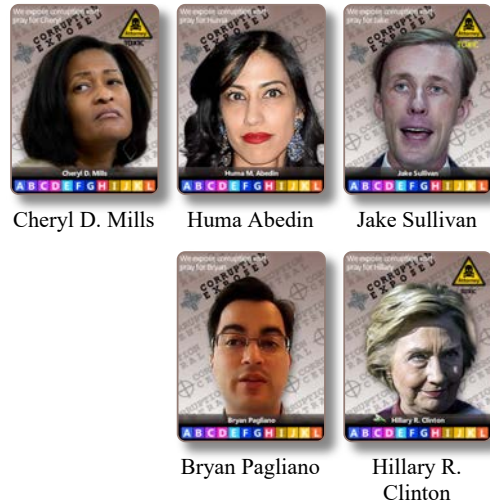 We expose corruption and
pray for Cheryl
CORRUPTION
EXPOSED
Attorney
TOXIC
Cheryl D. Mills
A B C D E F G H I J K L
Cheryl D. Mills
We expose corruption and
pray for Huma
CORRUPTION
EXPOSED
Huma M. Abedin
A B C D E F G H I J K L
Huma Abedin
We expose corruption and
pray for Jake
CORRUPTION
EXPOSED
Attorney
TOXIC
Jake Sullivan
A B C D E F G H I J K L
Jake Sullivan
We expose corruption and
pray for Bryan
CORRUPTION
EXPOSED
Bryan Pagliano
A B C D E F G H I J K L
Bryan Pagliano
We expose corruption and
pray for Hillary
CORRUPTION
EXPOSED
Attorney
TOXIC
Hillary R. Clinton
A B C D E F G H I J K L
Hillary R.
Clinton